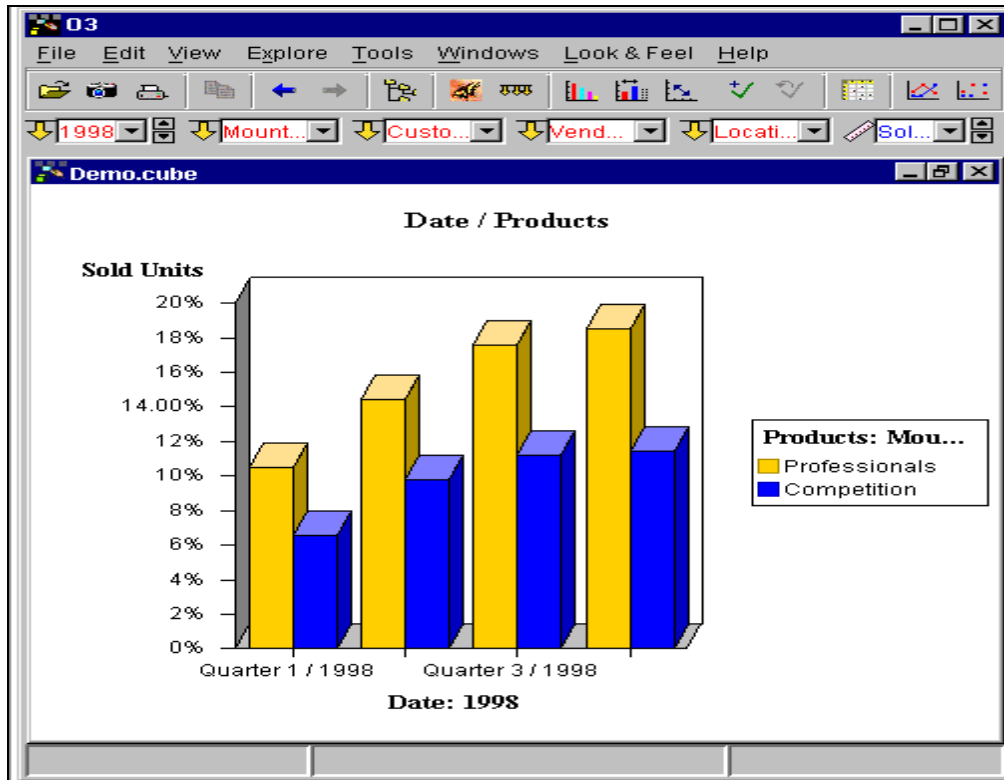 O3
File Edit View Explore Tools Windows Look & Feel Help
1998 Mount... Custo... Vend... Locati... Sol...
Demo.cube
Date / Products
Sold Units
20%
18%
16%
14.00%
12%
10%
8%
6%
4%
2%
0%
Quarter 1 / 1998 Quarter 3 / 1998
Date: 1998
Products: Mou...
Professionals
Competition